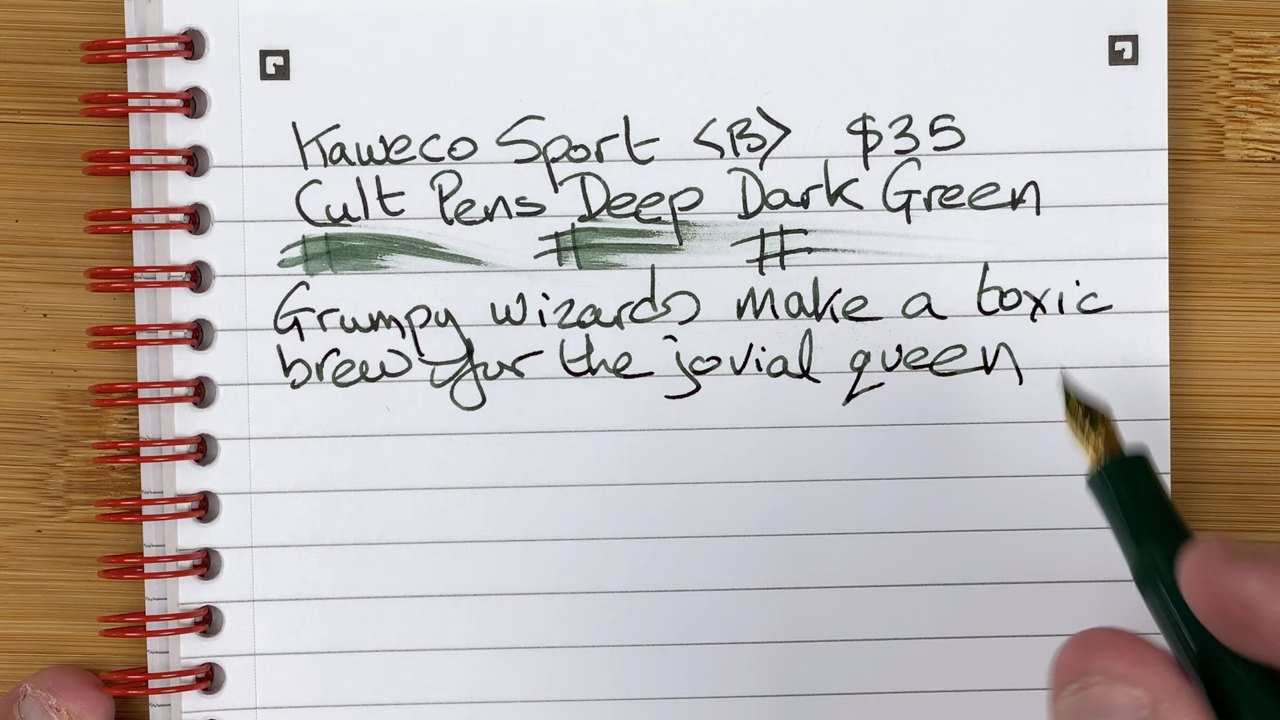 Kaweco Sport <B> $35
Cult Pens Deep Dark Green
# # #
Grumpy wizards make a toxic
brew for the jovial queen